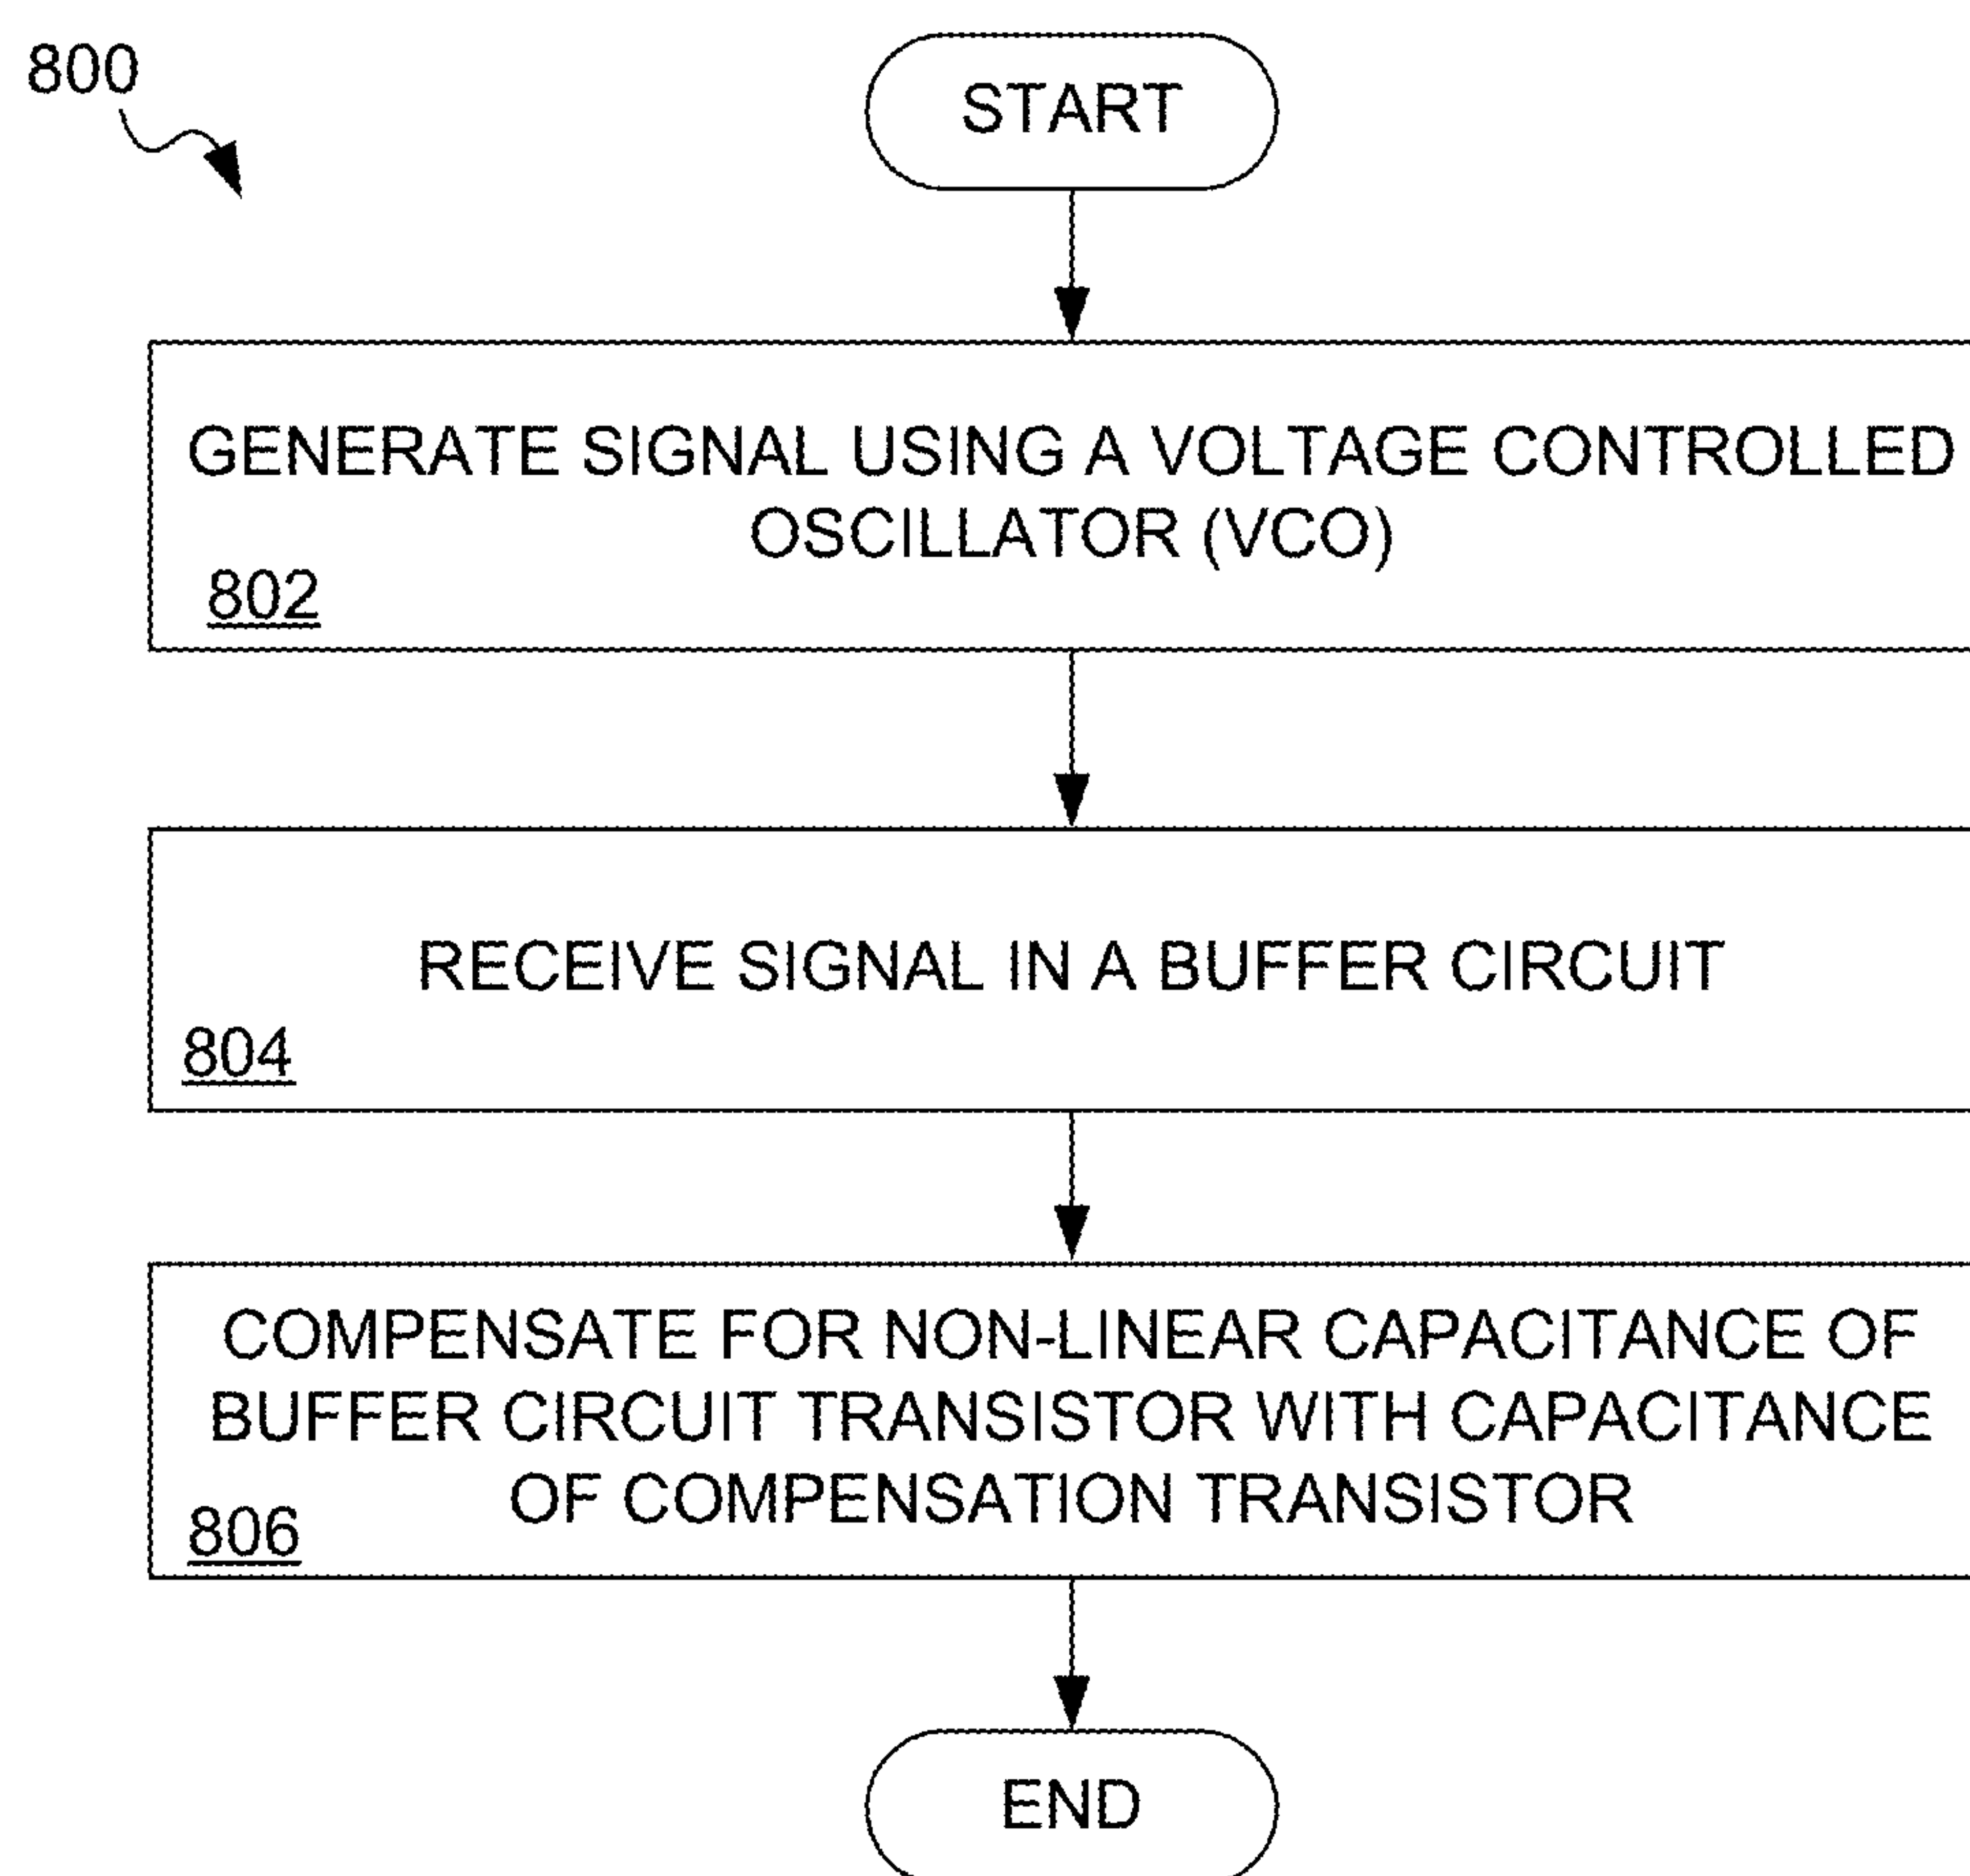 800
START
GENERATE SIGNAL USING A VOLTAGE CONTROLLED
OSCILLATOR (VCO)
802
RECEIVE SIGNAL IN A BUFFER CIRCUIT
804
COMPENSATE FOR NON-LINEAR CAPACITANCE OF
BUFFER CIRCUIT TRANSISTOR WITH CAPACITANCE
OF COMPENSATION TRANSISTOR
806
END